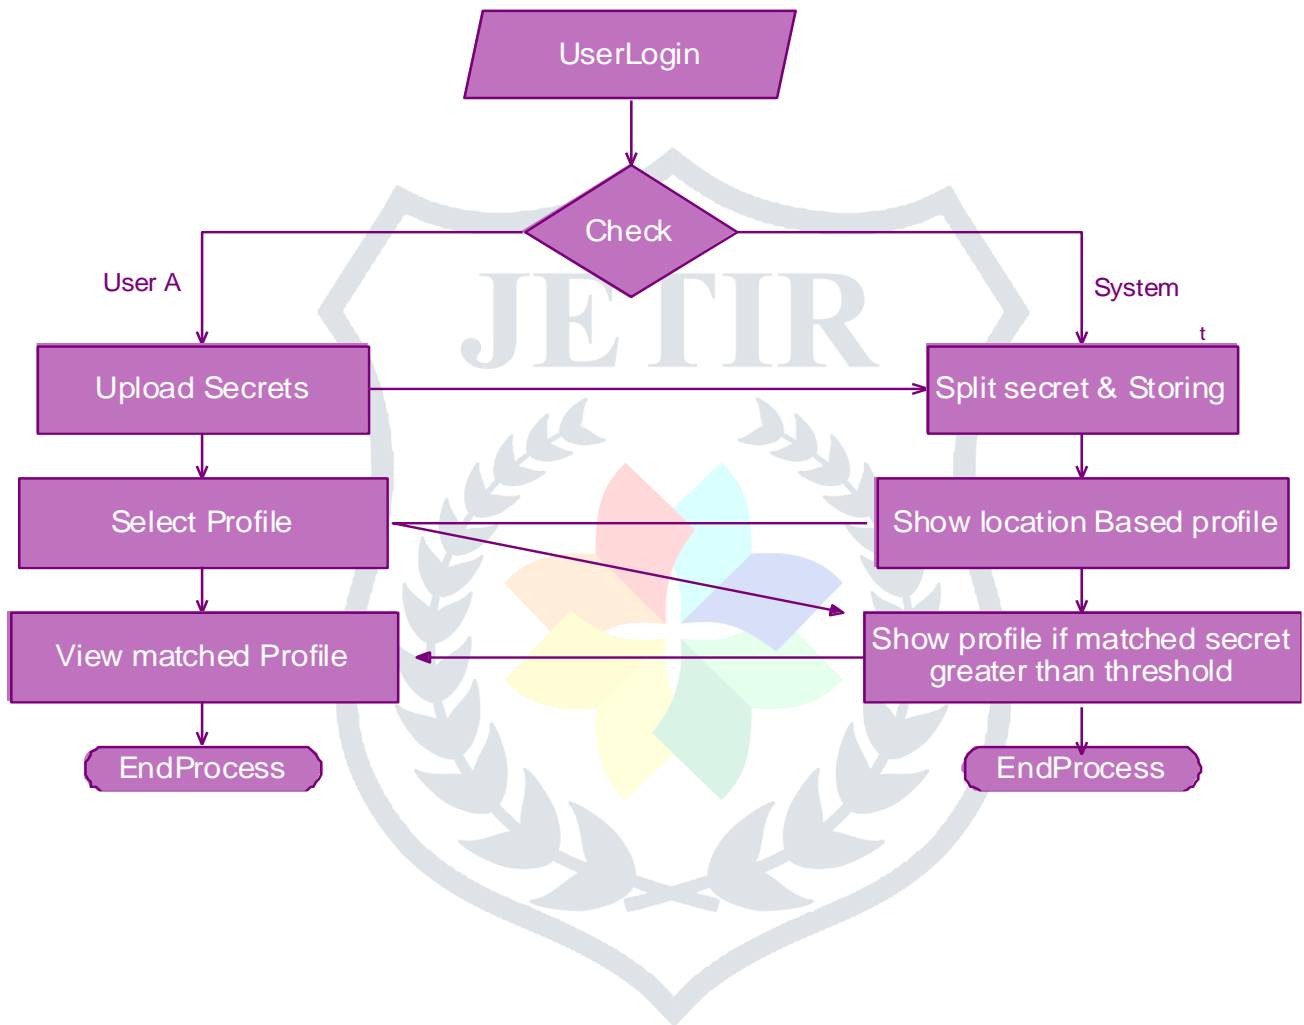 UserLogin
Check
User A
System
t
JETIR
Upload Secrets
Split secret & Storing
Select Profile
Show location Based profile
View matched Profile
Show profile if matched secret
greater than threshold
EndProcess
EndProcess